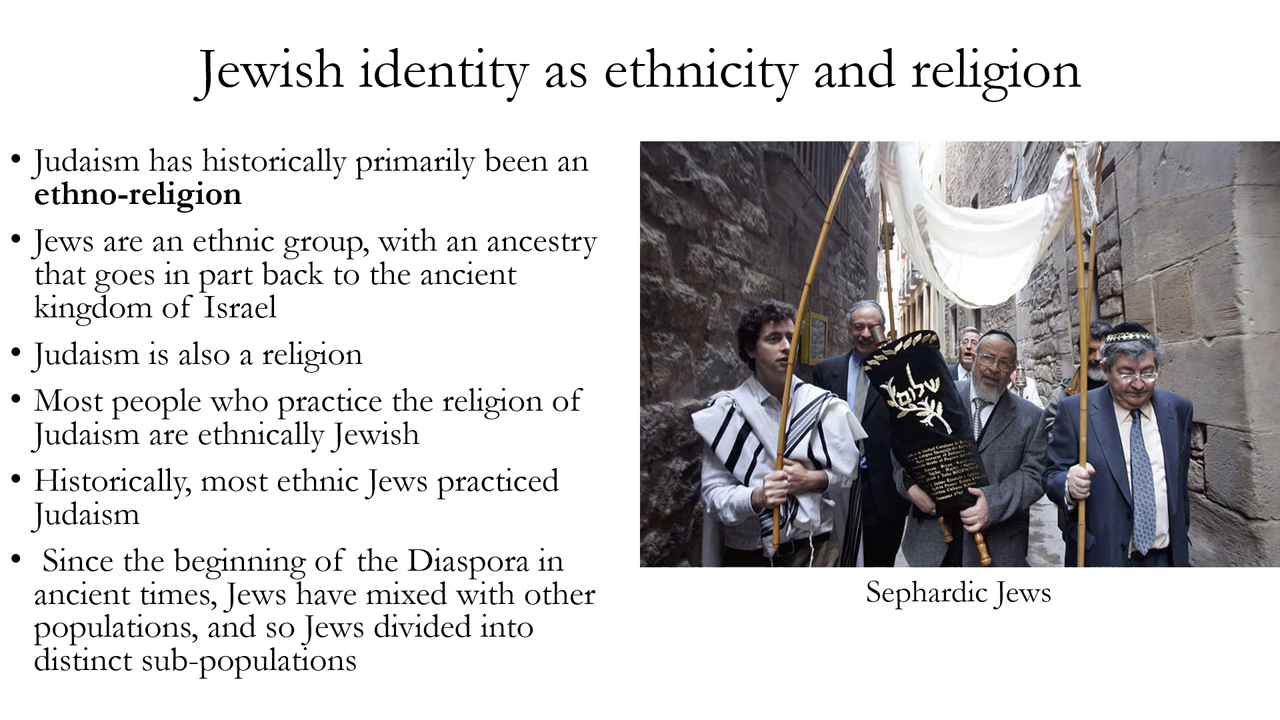 Jewish identity as ethnicity and religion
• Judaism has historically primarily been an
ethno-religion
• Jews are an ethnic group, with an ancestry
that goes in part back to the ancient
kingdom of Israel
• Judaism is also a religion
• Most people who practice the religion of
Judaism are ethnically Jewish
• Historically, most ethnic Jews practiced
Judaism
• Since the beginning of the Diaspora in
ancient times, Jews have mixed with other
populations, and so Jews divided into
distinct sub-populations
שלום
Sephardic Jews